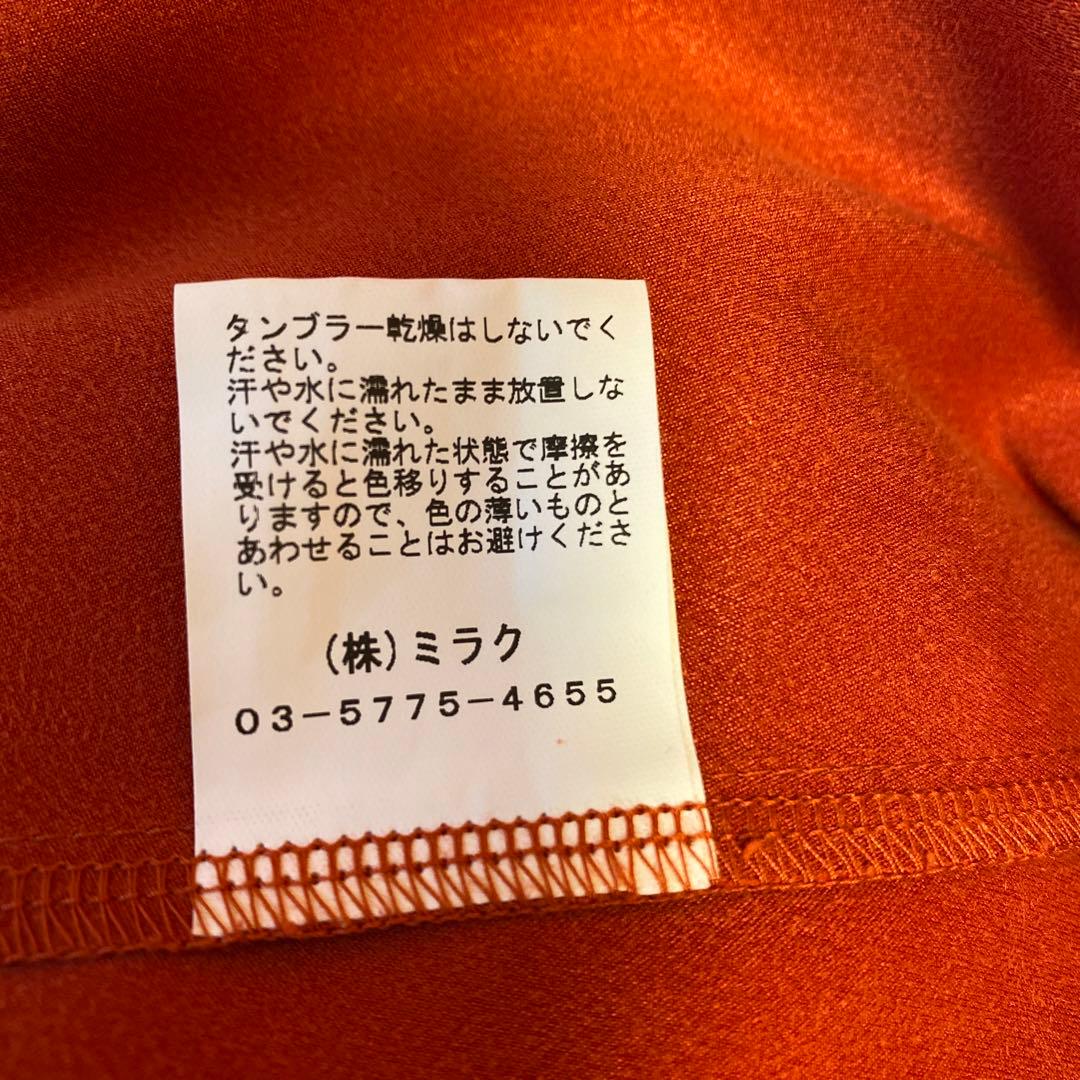 タンブラー乾燥はしないでく
ださい。
汗や水に濡れたまま放置しな
いでください。
汗や水に濡れた状態で摩擦を
受けると色移りすることがあ
りますので、色の薄いものと
あわせることはお避けくださ
い。
(株)ミラク
03-5775-4655